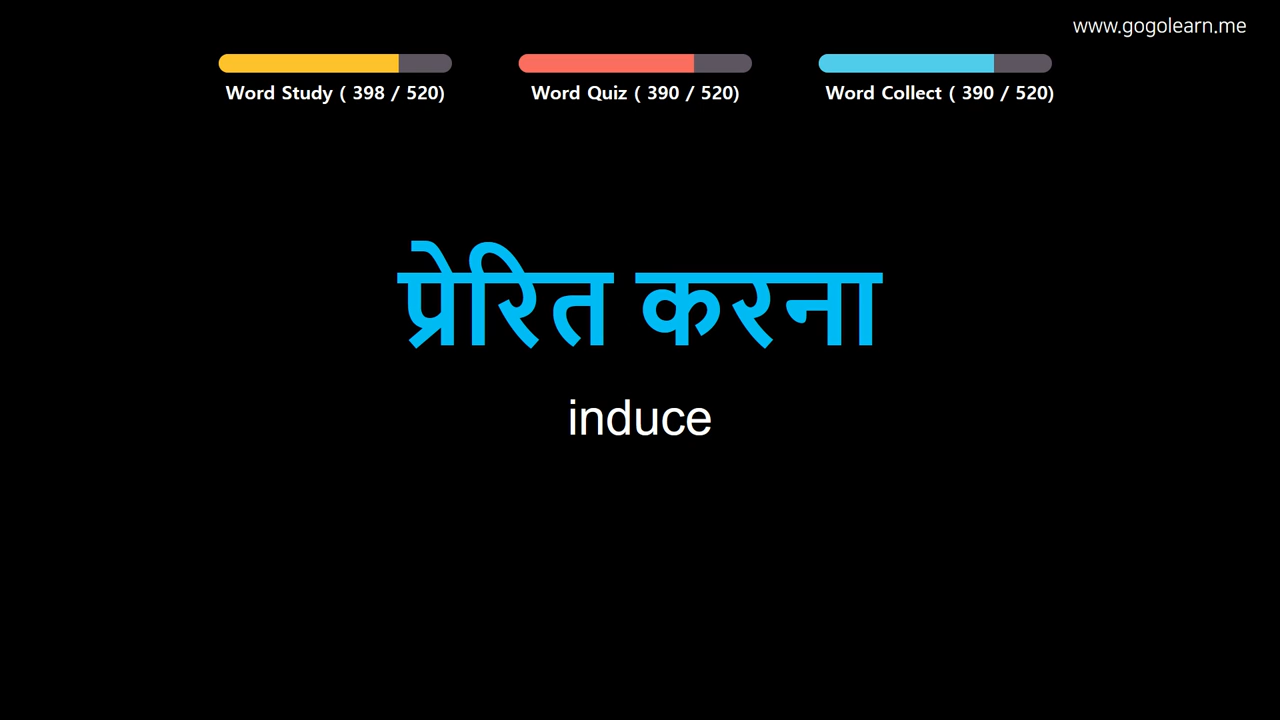 www.gogolearn.me
Word Study ( 398 / 520)
Word Quiz ( 390 / 520)
Word Collect ( 390 / 520)
प्रेरित करना
induce